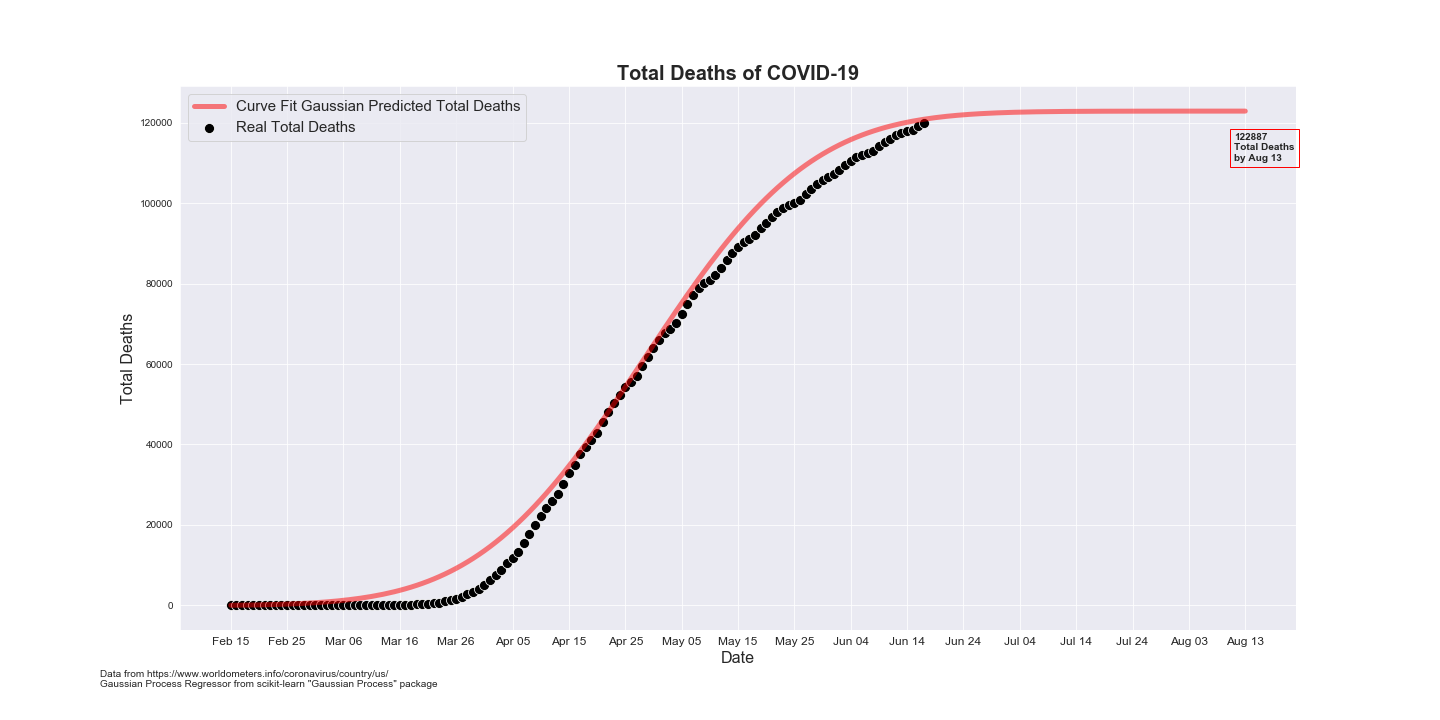 Total Deaths of COVID-19
Curve Fit Gaussian Predicted Total Deaths
Real Total Deaths
120000
100000
80000
60000
40000
20000
0
Total Deaths
122887
Total Deaths
by Aug 13
Feb 15 Feb 25 Mar 06 Mar 16 Mar 26 Apr 05 Apr 15 Apr 25 May 05 May 15 May 25 Jun 04 Jun 14 Jun 24 Jul 04 Jul 14 Jul 24 Aug 03 Aug 13
Date
Data from https://www.worldometers.info/coronavirus/country/us/
Gaussian Process Regressor from scikit-learn "Gaussian Process" package